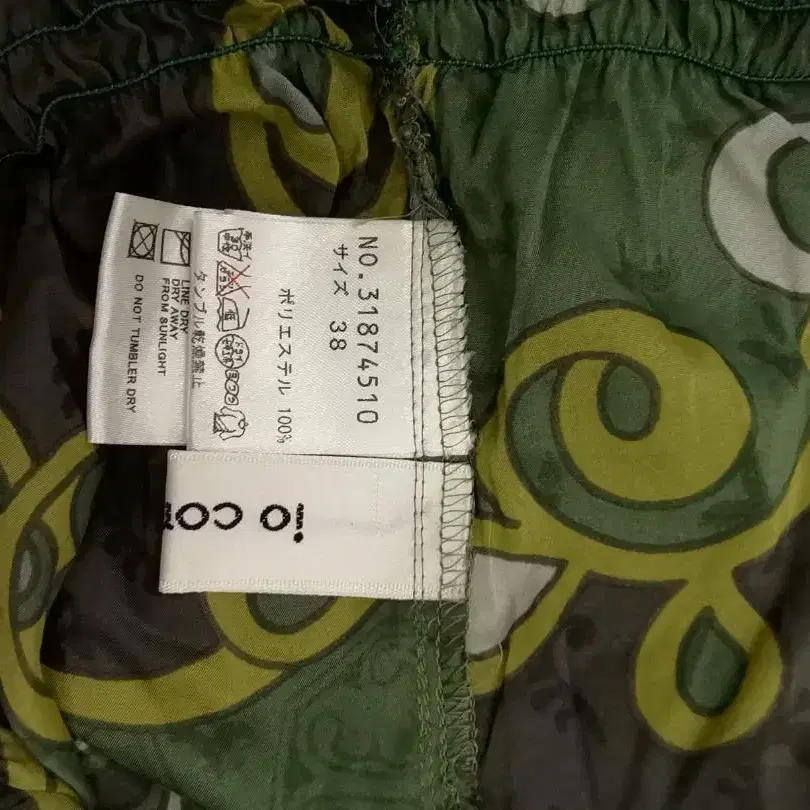 NO.31874510
サイズ 38
ポリエステル 100%
タンブル乾燥禁止
LINE DRY
DRY AWAY
FROM SUNLIGHT
DO NOT TUMBLER DRY
io co